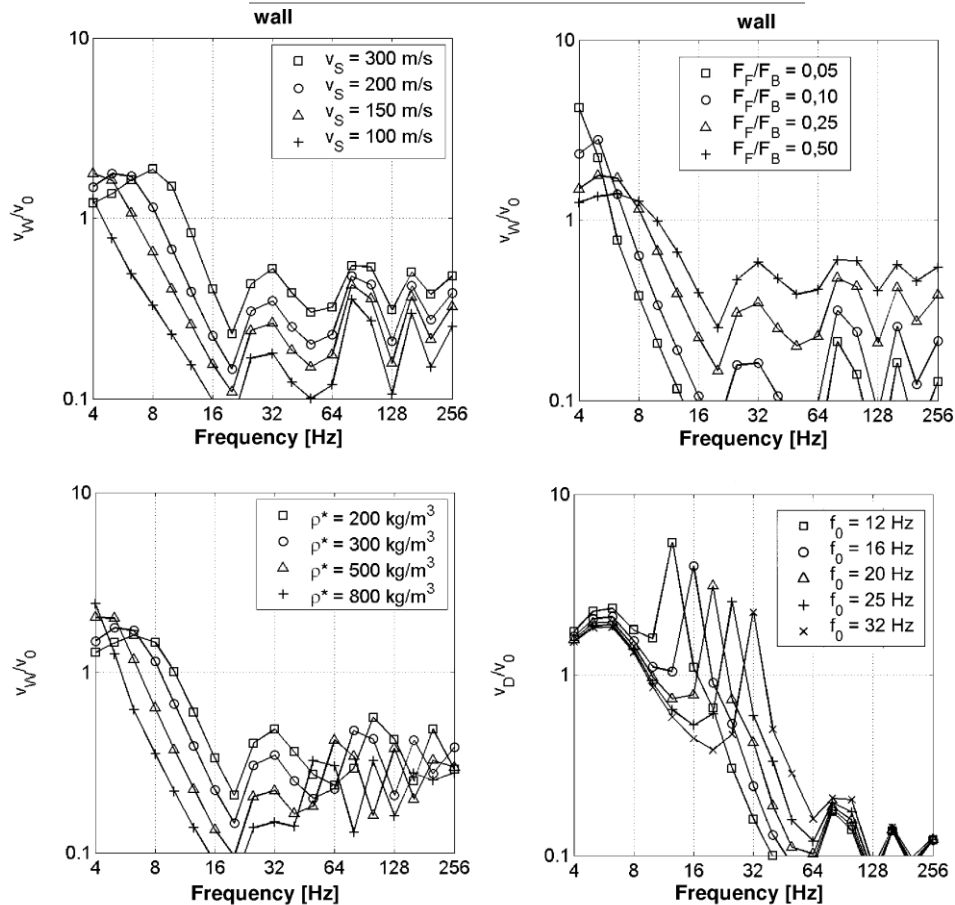 wall
10
1
0.1
v_W/v_0
v_S = 300 m/s
v_S = 200 m/s
v_S = 150 m/s
v_S = 100 m/s
4 8 16 32 64 128 256
Frequency [Hz]
wall
10
1
0.1
v_W/v_0
F_F/F_B = 0,05
F_F/F_B = 0,10
F_F/F_B = 0,25
F_F/F_B = 0,50
4 8 16 32 64 128 256
Frequency [Hz]
10
1
0.1
v_W/v_0
ρ* = 200 kg/m³
ρ* = 300 kg/m³
ρ* = 500 kg/m³
ρ* = 800 kg/m³
4 8 16 32 64 128 256
Frequency [Hz]
10
1
0.1
v_D/v_0
f_0 = 12 Hz
f_0 = 16 Hz
f_0 = 20 Hz
f_0 = 25 Hz
f_0 = 32 Hz
4 8 16 32 64 128 256
Frequency [Hz]